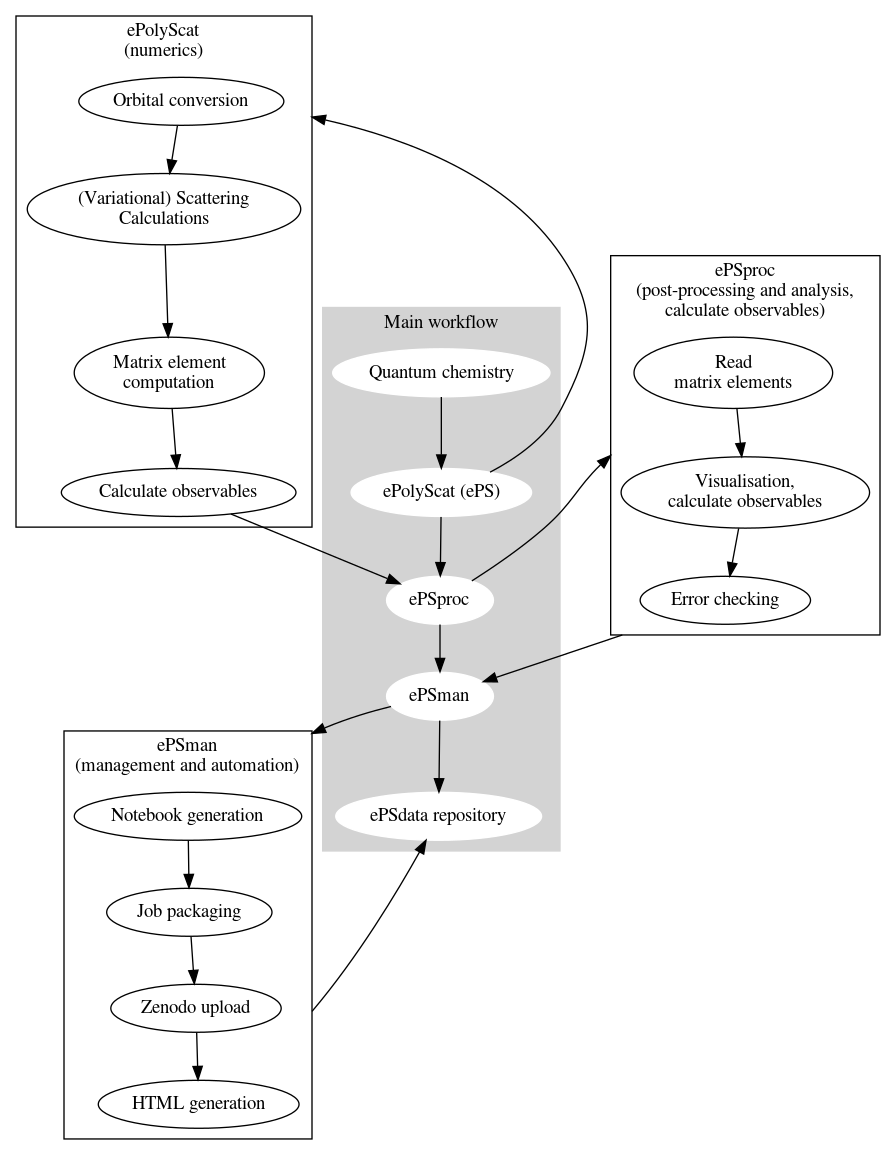 ePolyScat
(numerics)
Orbital conversion
(Variational) Scattering
Calculations
Matrix element
computation
Calculate observables
Main workflow
Quantum chemistry
ePolyScat (ePS)
ePSproc
ePSman
ePSdata repository
ePSproc
(post-processing and analysis,
calculate observables)
Read
matrix elements
Visualisation,
calculate observables
Error checking
ePSman
(management and automation)
Notebook generation
Job packaging
Zenodo upload
HTML generation